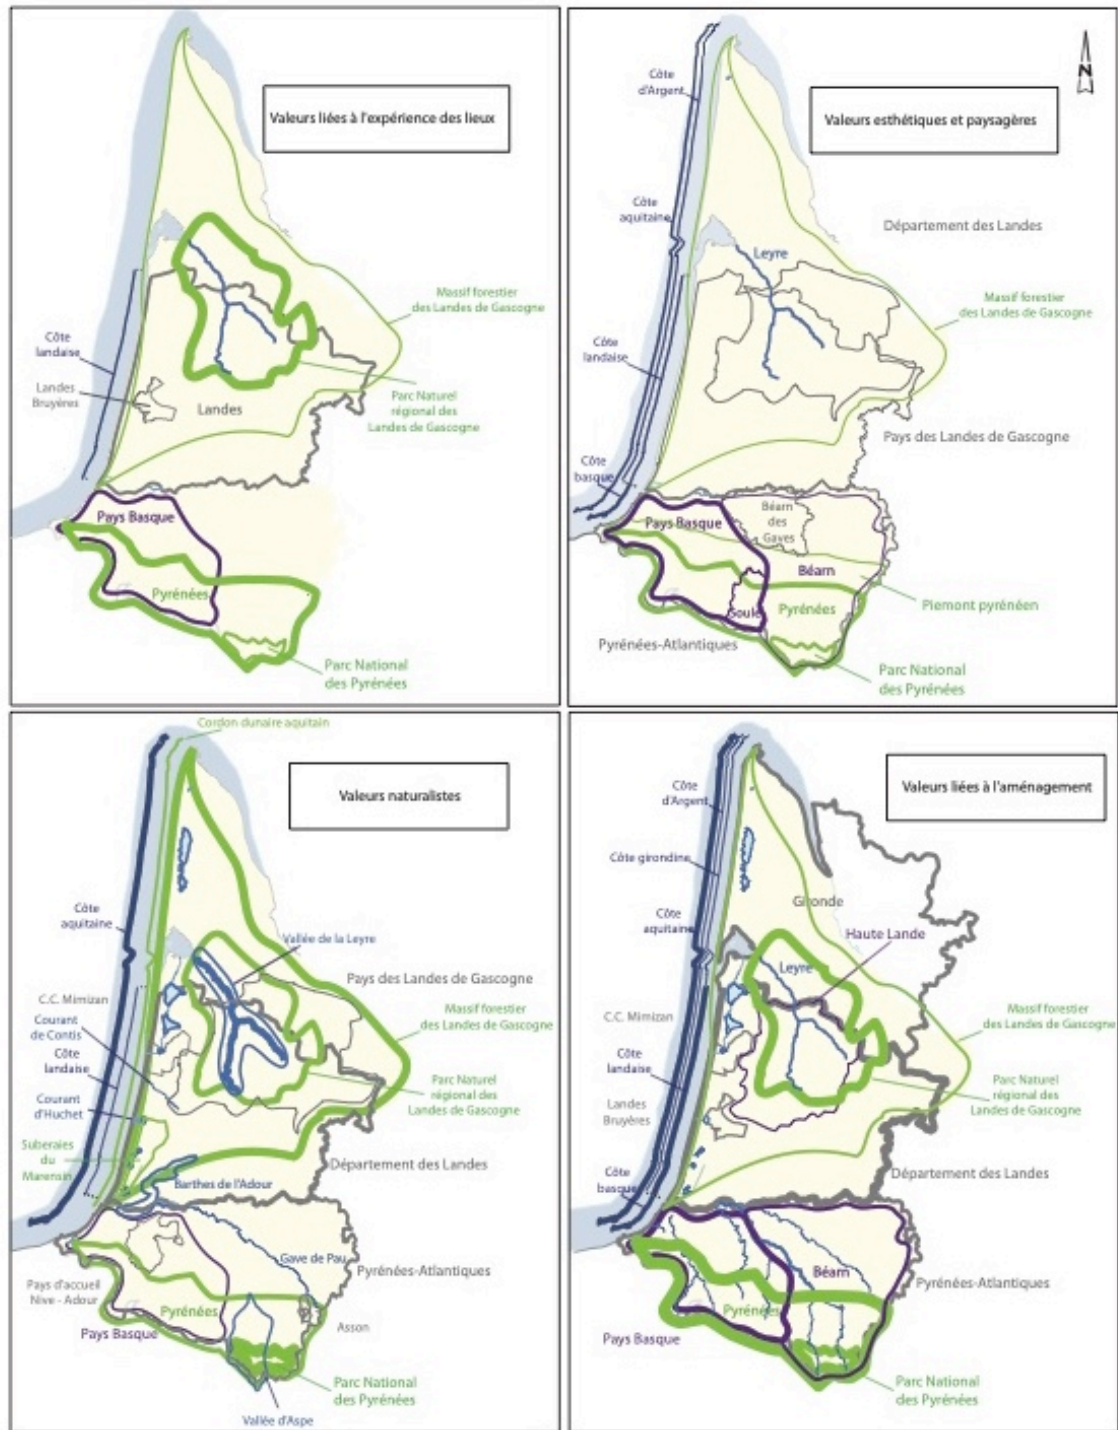 Valeurs liées à l'expérience des lieux
Côte
landaise
Landes
Bruyères
Landes
Massif forestier
des Landes de Gascogne
Parc Naturel
régional des
Landes de Gascogne
Pays Basque
Pyrénées
Parc National
des Pyrénées
Valeurs esthétiques et paysagères
N
Côte
d'Argent
Côte
aquitaine
Département des Landes
Leyre
Massif forestier
des Landes de Gascogne
Côte
landaise
Pays des Landes de Gascogne
Côte
basque
Pays Basque
Béarn
des
Gaves
Béarn
Soule
Pyrénées
Piemont pyrénéen
Pyrénées-Atlantiques
Parc National
des Pyrénées
Cordon dunaire aquitain
Valeurs naturalistes
Côte
aquitaine
Vallée de la Leyre
Pays des Landes de Gascogne
C.C. Mimizan
Courant
de Contis
Massif forestier
des Landes de Gascogne
Côte
landaise
Parc Naturel
régional des
Landes de Gascogne
Courant
d'Huchet
Suberaies
du
Marensin
Département des Landes
Barthes de l'Adour
Gave de Pau
Pyrénées-Atlantiques
Pays d'accueil
Nive - Adour
Pyrénées
Pays Basque
Asson
Parc National
des Pyrénées
Vallée d'Aspe
Valeurs liées à l'aménagement
Côte
d'Argent
Côte girondine
Gironde
Côte
aquitaine
Haute Lande
Leyre
C.C. Mimizan
Massif forestier
des Landes de Gascogne
Côte
landaise
Parc Naturel
régional des
Landes de Gascogne
Landes
Bruyères
Département des Landes
Côte
basque
Béarn
Pyrénées-Atlantiques
Pyrénées
Pays Basque
Parc National
des Pyrénées